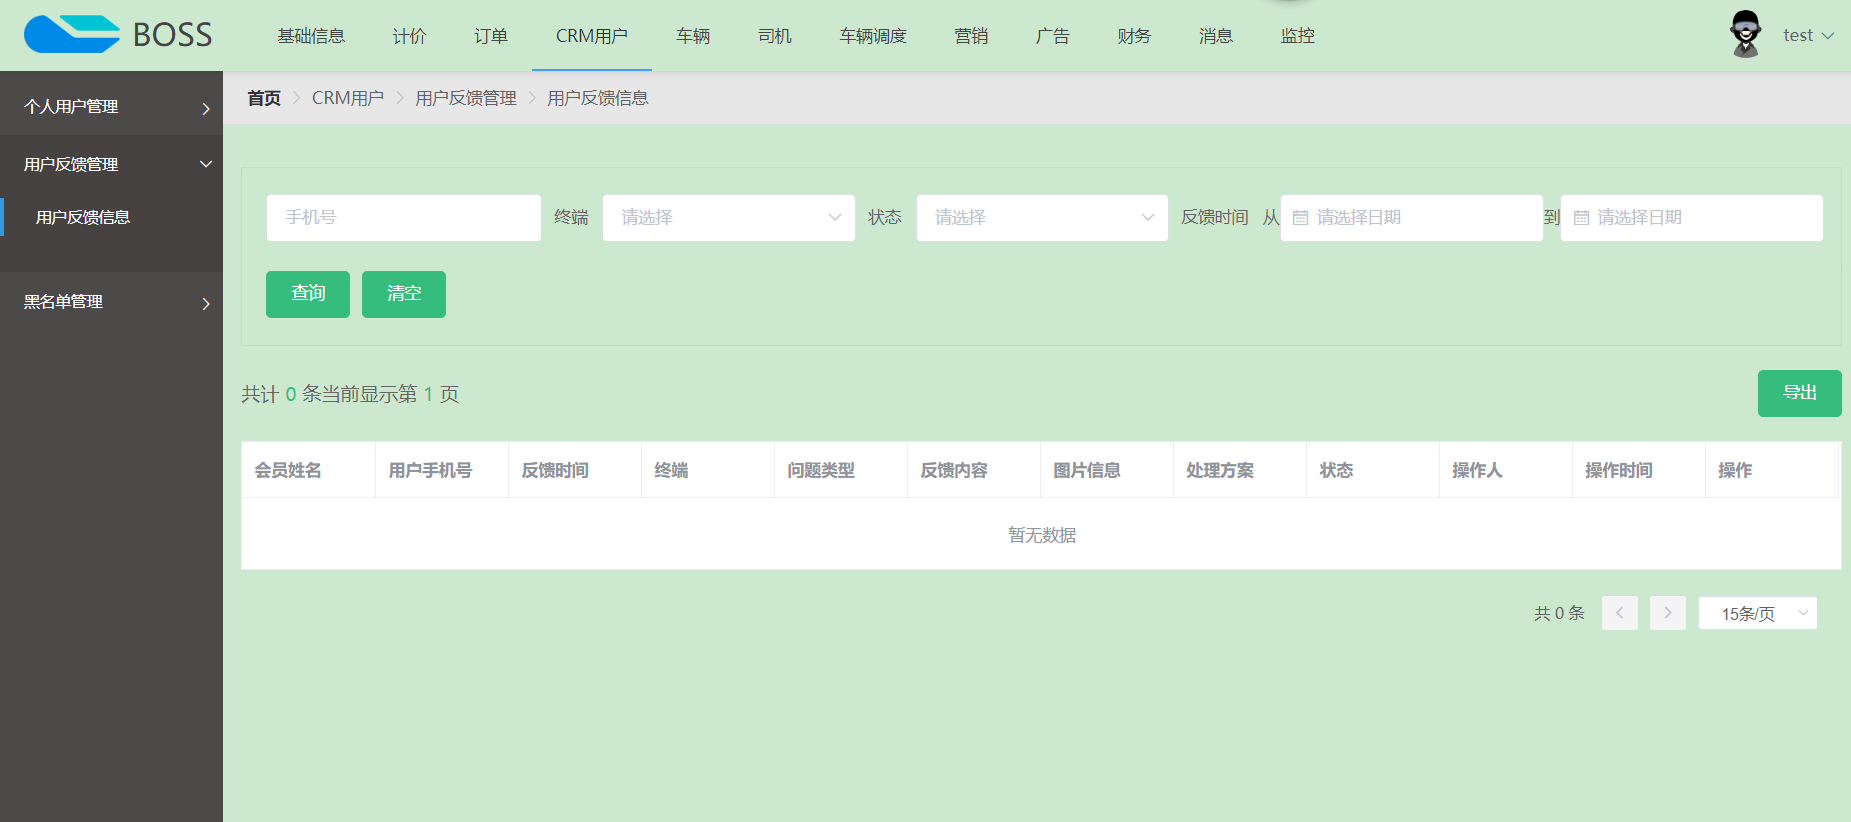 BOSS 基础信息 计价 订单 CRM用户 车辆 司机 车辆调度 营销 广告 财务 消息 监控 test
首页 CRM用户 用户反馈管理 用户反馈信息
个人用户管理
用户反馈管理
用户反馈信息
黑名单管理
手机号 终端 请选择 状态 请选择 反馈时间 从 请选择日期 到 请选择日期
查询 清空
共计 0 条当前显示第 1 页 导出
会员姓名 用户手机号 反馈时间 终端 问题类型 反馈内容 图片信息 处理方案 状态 操作人 操作时间 操作
暂无数据
共 0 条 15条/页